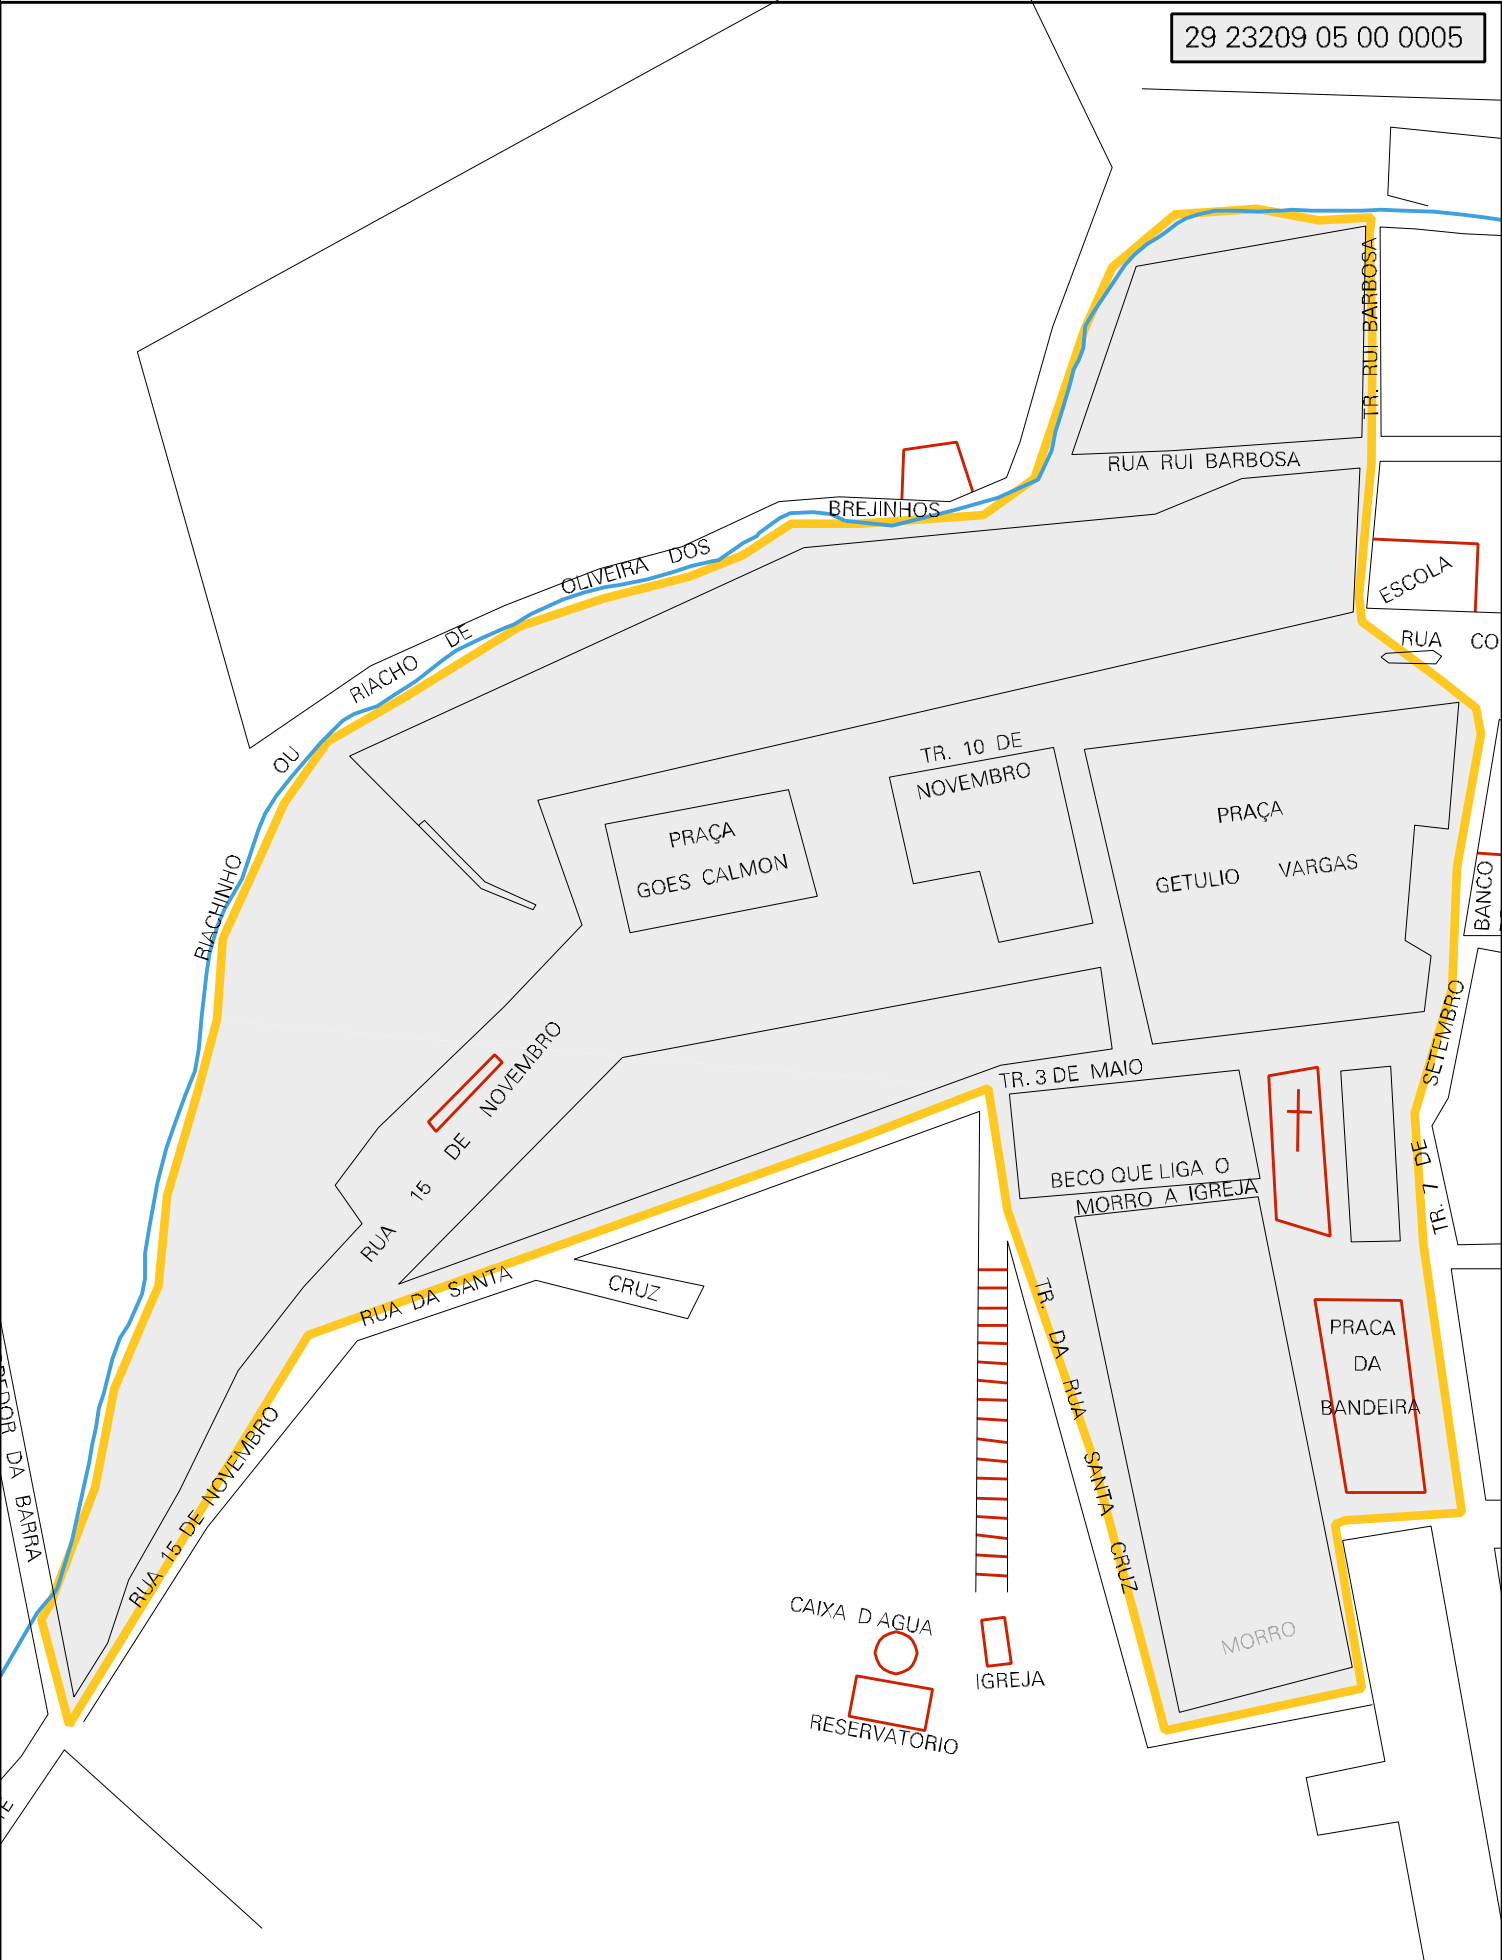 29 23209 05 00 0005
TR. RUI BARBOSA
RUA RUI BARBOSA
BREJINHOS
OLIVEIRA DOS
RIACHO DE
OU
RIACHINHO
ESCOLA
RUA CO
TR. 10 DE
NOVEMBRO
PRAÇA
GOES CALMON
PRAÇA
GETULIO VARGAS
BANCO
RUA 15 DE NOVEMBRO
TR. 3 DE MAIO
TR. 7 DE SETEMBRO
BECO QUE LIGA O
MORRO A IGREJA
RUA DA SANTA CRUZ
TR. DA RUA SANTA CRUZ
PRACA
DA
BANDEIRA
RUA 15 DE NOVEMBRO
DA BARRA
MORRO
CAIXA D AGUA
IGREJA
RESERVATORIO